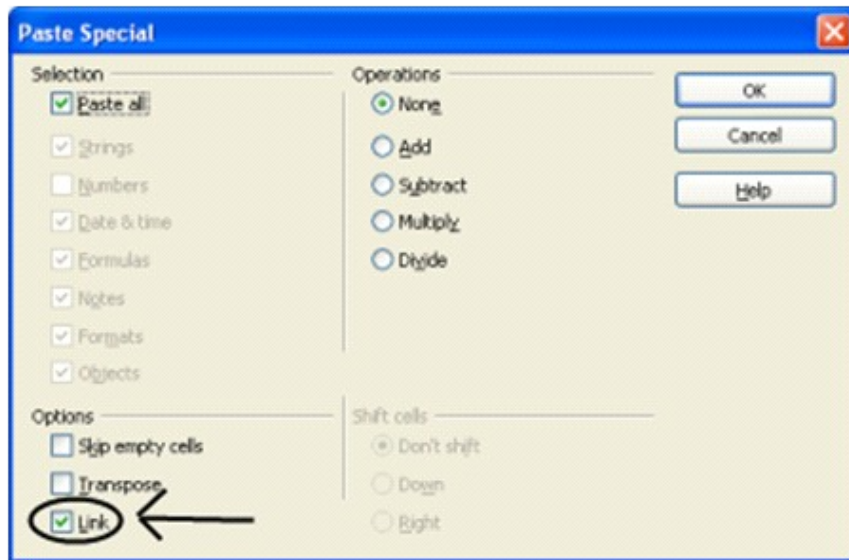 Paste Special
Selection
Paste all
Strings
Numbers
Date & time
Formulas
Notes
Formats
Objects
Operations
None
Add
Subtract
Multiply
Divide
OK
Cancel
Help
Options
Skip empty cells
Transpose
Link
Shift cells
Don't shift
Down
Right